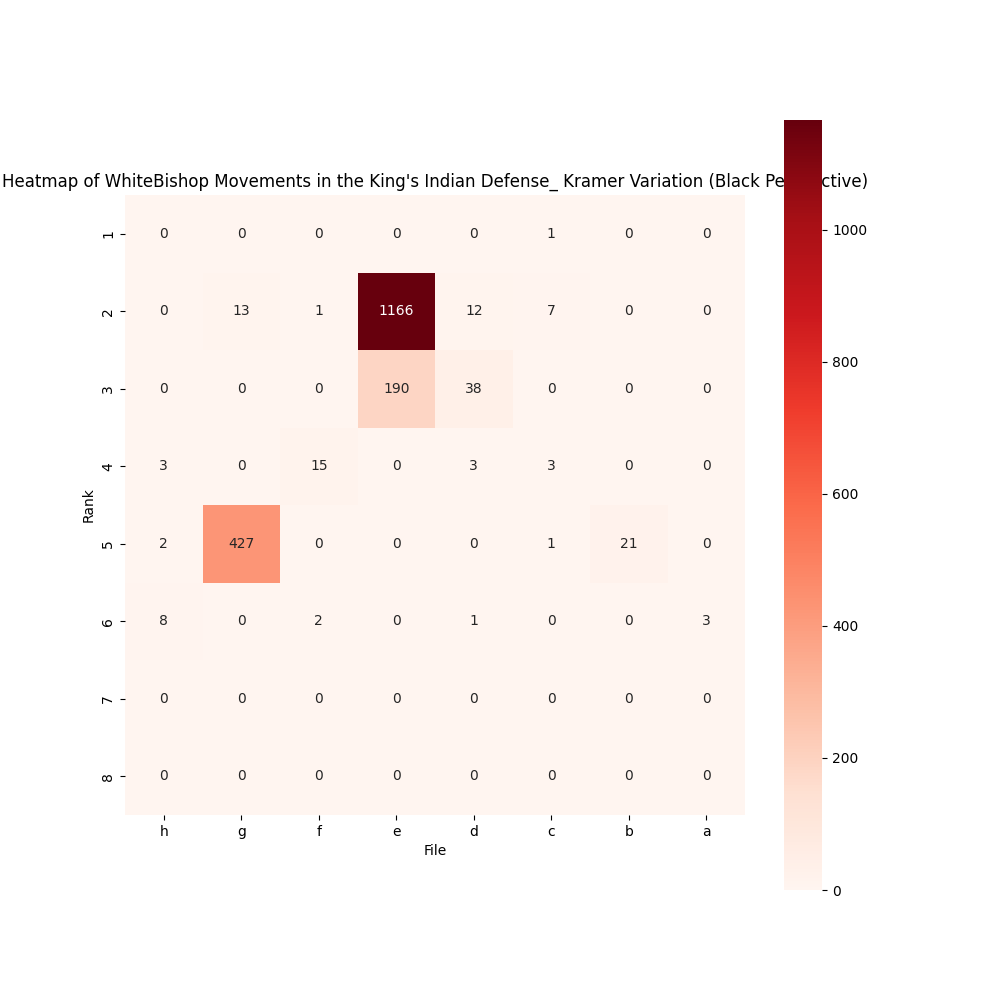 Heatmap of WhiteBishop Movements in the King's Indian Defense_ Kramer Variation (Black Pe ctive)
1 0 0 0 0 0 1 0 0
2 0 13 1 1166 12 7 0 0
3 0 0 0 190 38 0 0 0
4 3 0 15 0 3 3 0 0
5 2 427 0 0 0 1 21 0
6 8 0 2 0 1 0 0 3
7 0 0 0 0 0 0 0 0
8 0 0 0 0 0 0 0 0
h g f e d c b a
File
Rank
1000
800
600
400
200
0